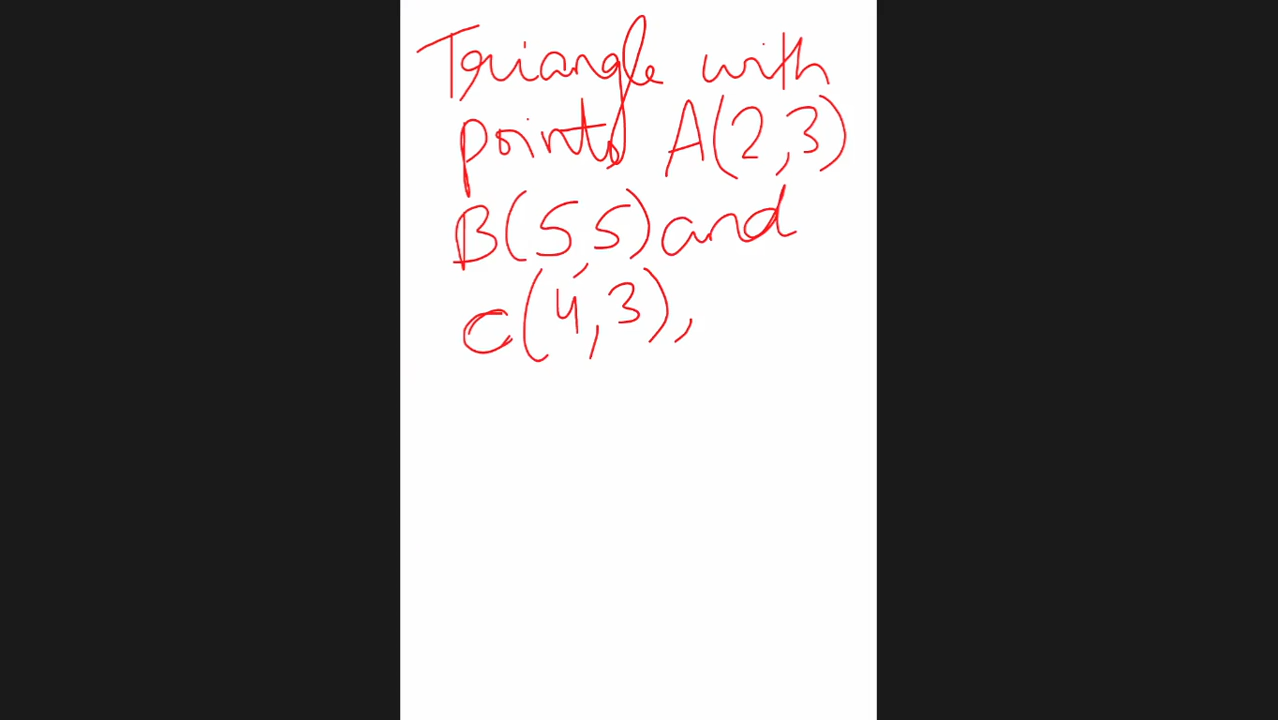 Triangle with
points A(2,3)
B(5,5) and
C(4,3),